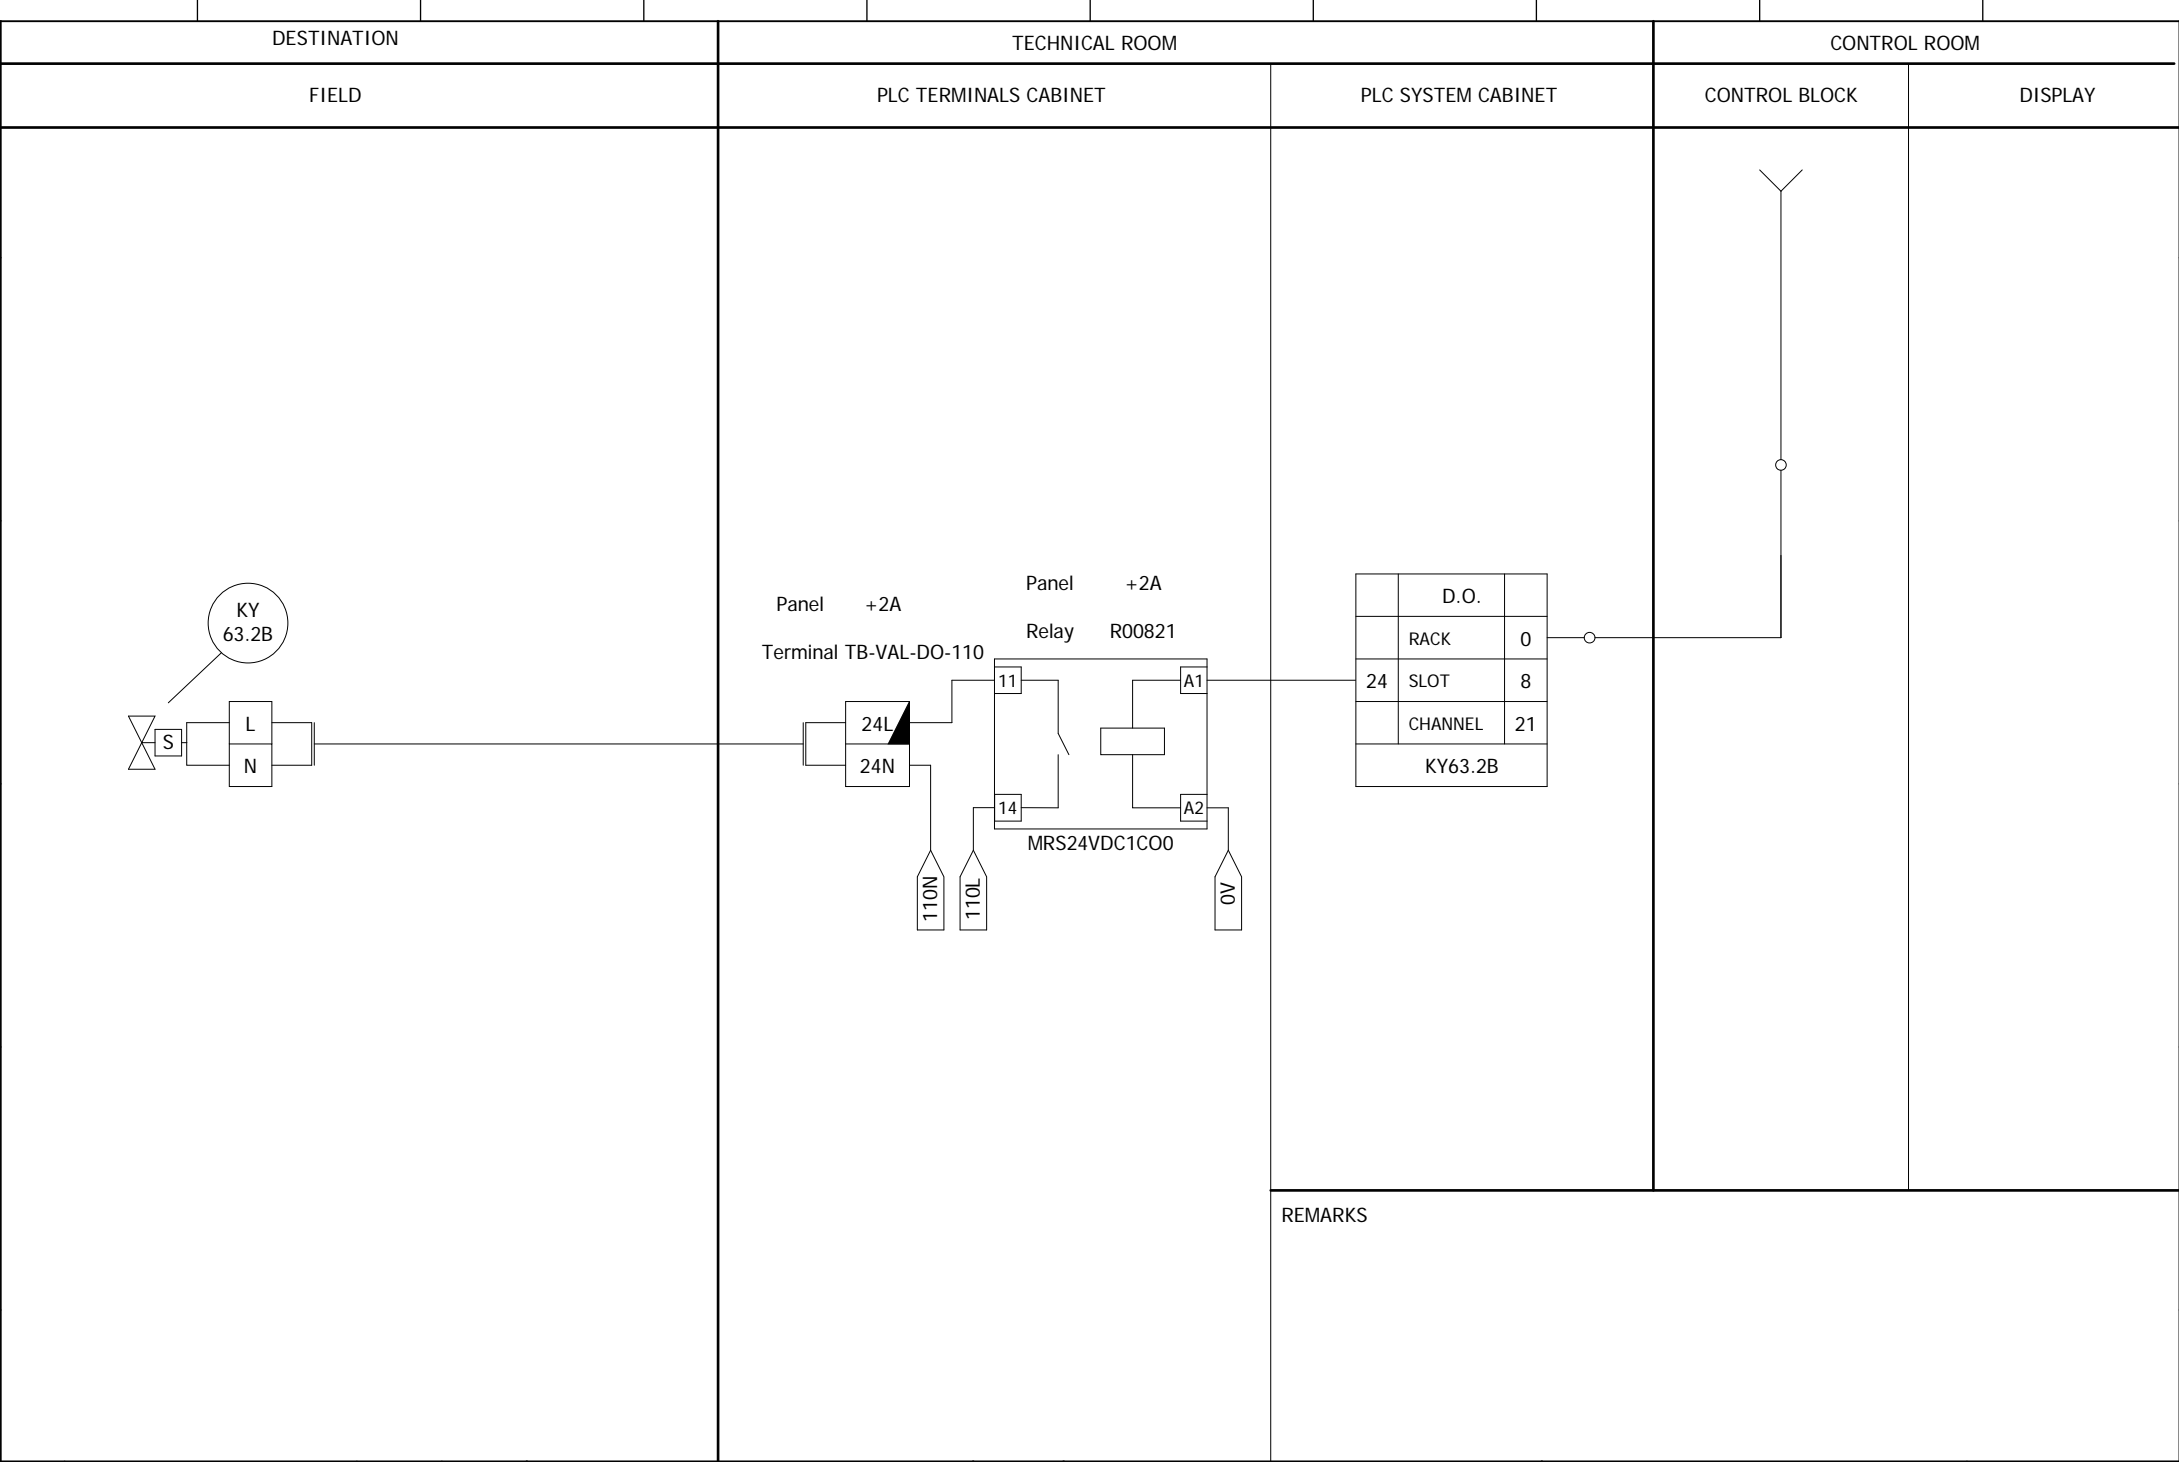 DESTINATION
TECHNICAL ROOM
CONTROL ROOM
FIELD
PLC TERMINALS CABINET
PLC SYSTEM CABINET
CONTROL BLOCK
DISPLAY
KY
63.2B
S
L
N
Panel +2A
Terminal TB-VAL-DO-110
24L
24N
110N
110L
Panel +2A
Relay R00821
11
A1
14
A2
MRS24VDC1CO0
0V
D.O.
RACK 0
24 SLOT 8
CHANNEL 21
KY63.2B
REMARKS